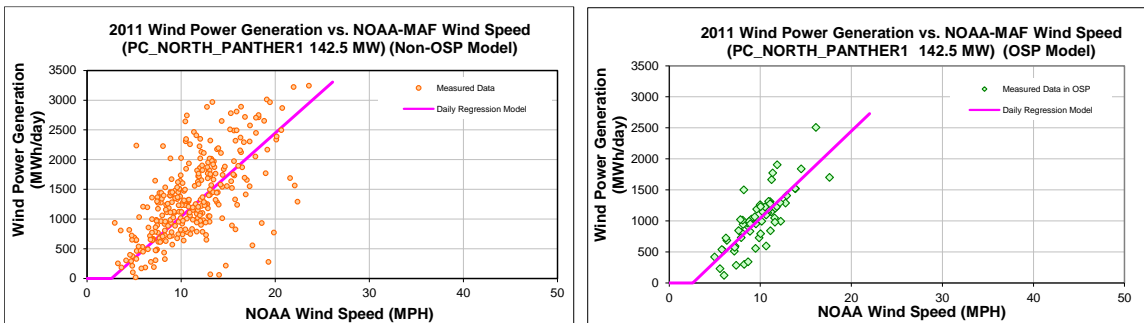 2011 Wind Power Generation vs. NOAA-MAF Wind Speed
(PC_NORTH_PANTHER1 142.5 MW) (Non-OSP Model)
Wind Power Generation
(MWh/day)
3500
3000
2500
2000
1500
1000
500
0
Measured Data
Daily Regression Model
0 10 20 30 40 50
NOAA Wind Speed (MPH)
2011 Wind Power Generation vs. NOAA-MAF Wind Speed
(PC_NORTH_PANTHER1 142.5 MW) (OSP Model)
Wind Power Generation
(MWh/day)
3500
3000
2500
2000
1500
1000
500
0
Measured Data in OSP
Daily Regression Model
0 10 20 30 40 50
NOAA Wind Speed (MPH)